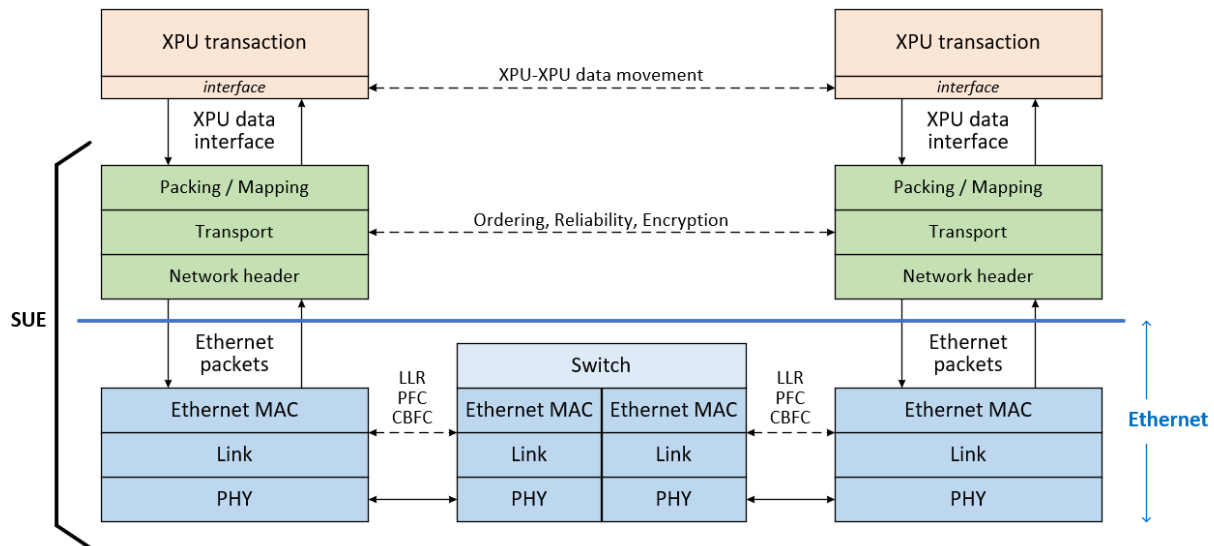 XPU transaction
XPU transaction
interface
XPU-XPU data movement
interface
XPU data
interface
XPU data
interface
Packing / Mapping
Packing / Mapping
Transport
Ordering, Reliability, Encryption
Transport
Network header
Network header
SUE
Ethernet
packets
Ethernet
packets
Switch
LLR
PFC
CBFC
LLR
PFC
CBFC
Ethernet MAC
Ethernet MAC
Ethernet MAC
Ethernet MAC
Ethernet
Link
Link
Link
Link
PHY
PHY
PHY
PHY